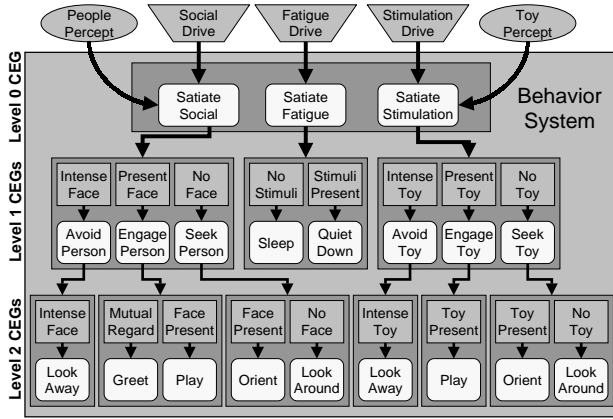 People
Percept
Social
Drive
Fatigue
Drive
Stimulation
Drive
Toy
Percept
Level 0 CEG
Satiate
Social
Satiate
Fatigue
Satiate
Stimulation
Behavior
System
Level 1 CEGs
Intense
Face
Present
Face
No
Face
No
Stimuli
Stimuli
Present
Intense
Toy
Present
Toy
No
Toy
Avoid
Person
Engage
Person
Seek
Person
Sleep
Quiet
Down
Avoid
Toy
Engage
Toy
Seek
Toy
Level 2 CEGs
Intense
Face
Mutual
Regard
Face
Present
Face
Present
No
Face
Intense
Toy
Toy
Present
Toy
Present
No
Toy
Look
Away
Greet
Play
Orient
Look
Around
Look
Away
Play
Orient
Look
Around